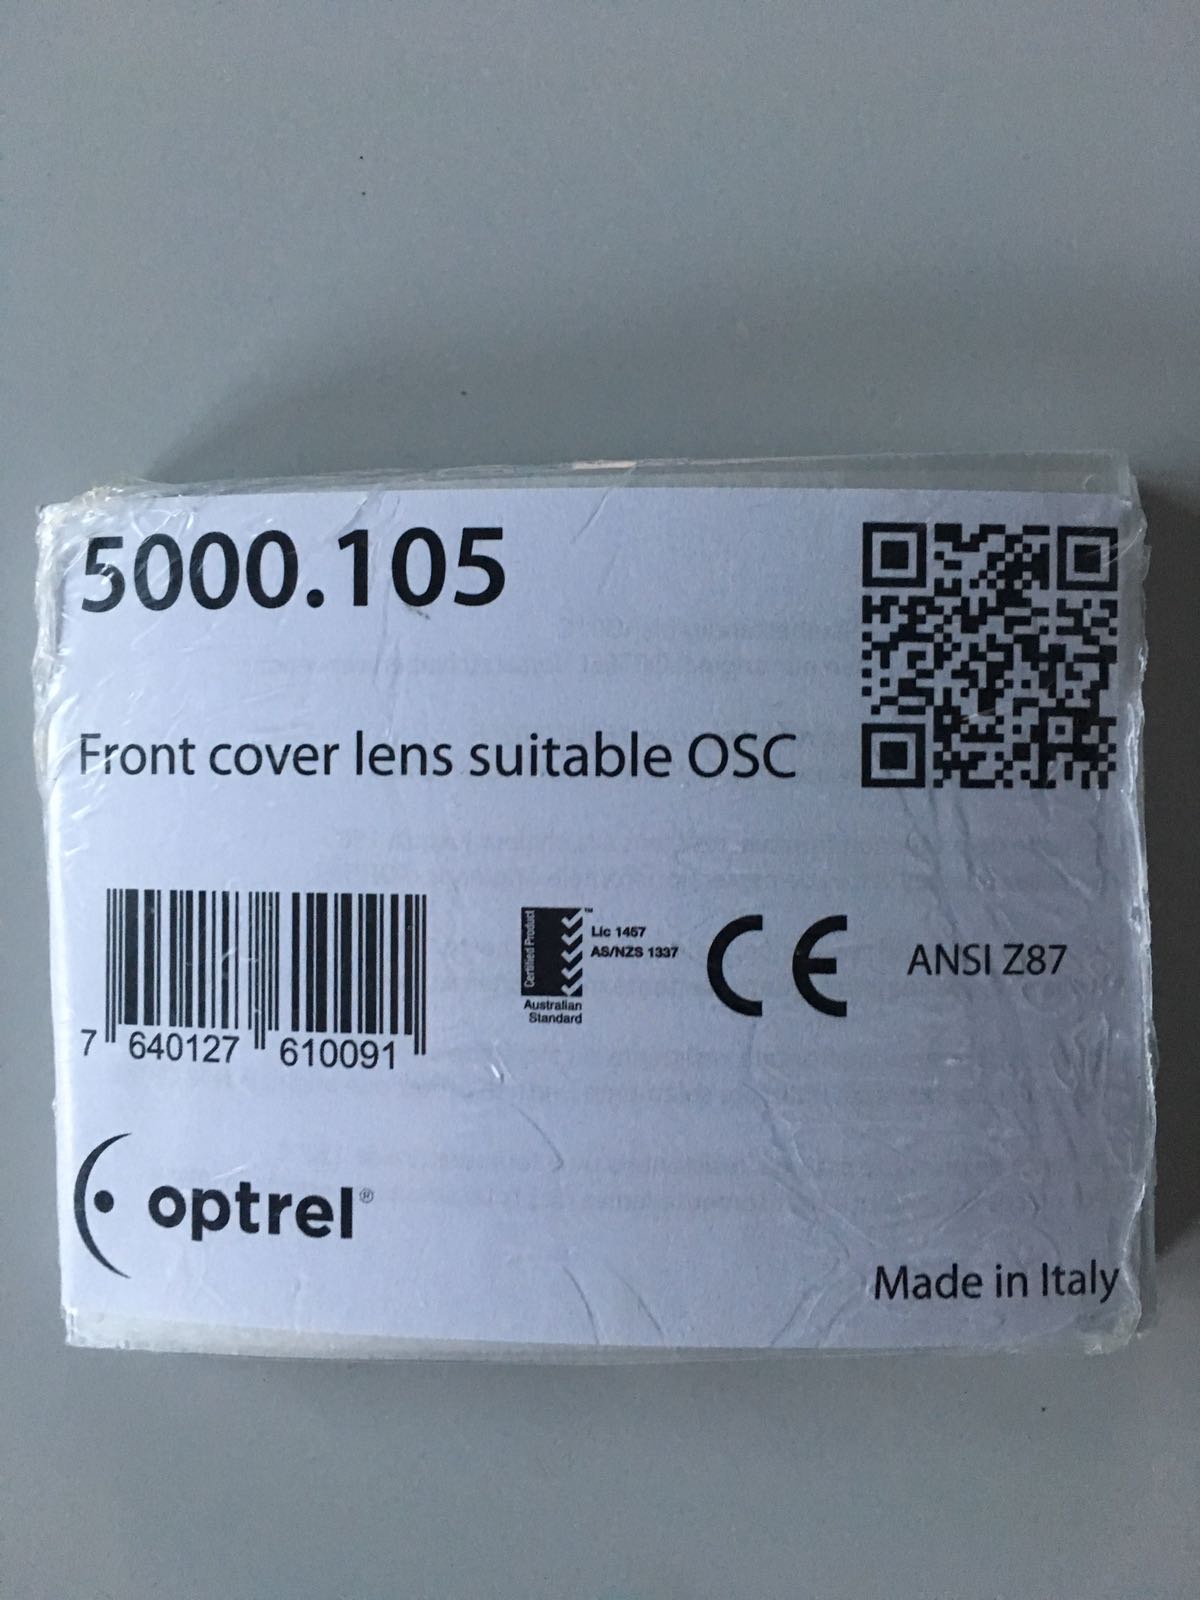 5000.105
Front cover lens suitable OSC
Certified Product
™
Lic 1457
AS/NZS 1337
Australian
Standard
CE
ANSI Z87
7 640127 610091
optrel®
Made in Italy